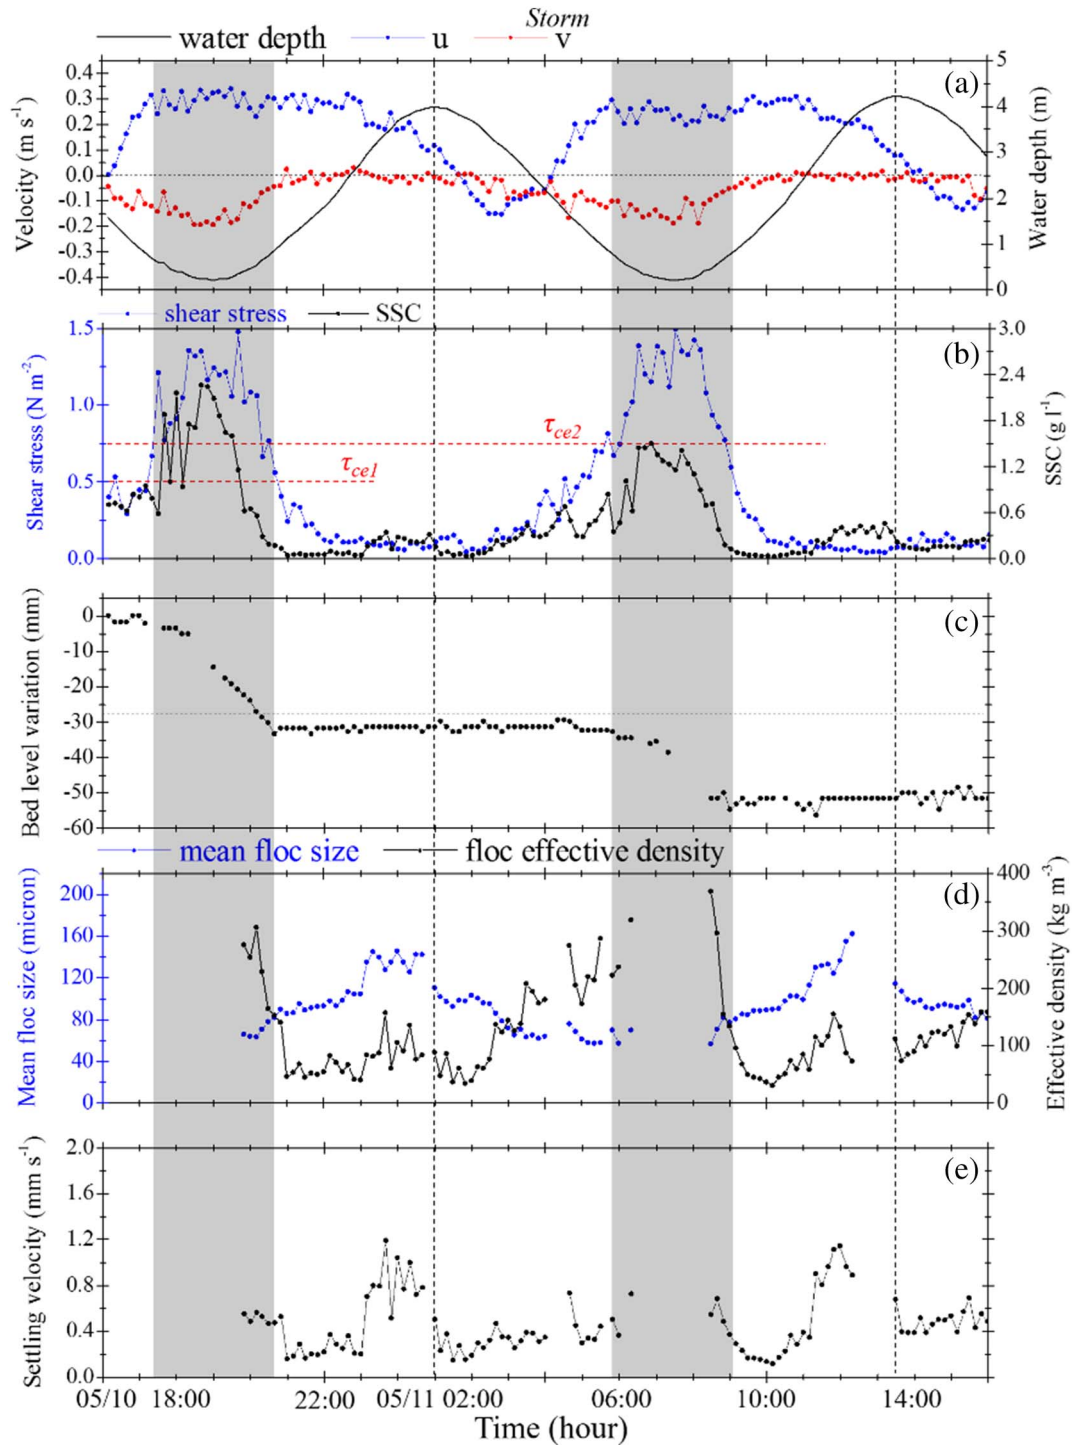 Storm
water depth u v
(a)
Velocity (m s-1)
0.4
0.3
0.2
0.1
0.0
-0.1
-0.2
-0.3
-0.4
5
4
3
2
1
0
Water depth (m)
shear stress SSC
(b)
Shear stress (N m-2)
1.5
1.0
0.5
0.0
τce1
τce2
3.0
2.4
1.8
1.2
0.6
0.0
SSC (g l-1)
(c)
Bed level variation (mm)
0
-10
-20
-30
-40
-50
-60
mean floc size floc effective density
(d)
Mean floc size (micron)
200
160
120
80
40
0
400
300
200
100
0
Effective density (kg m-3)
(e)
Settling velocity (mm s-1)
2.0
1.6
1.2
0.8
0.4
0.0
05/10 18:00 22:00 05/11 02:00 06:00 10:00 14:00
Time (hour)